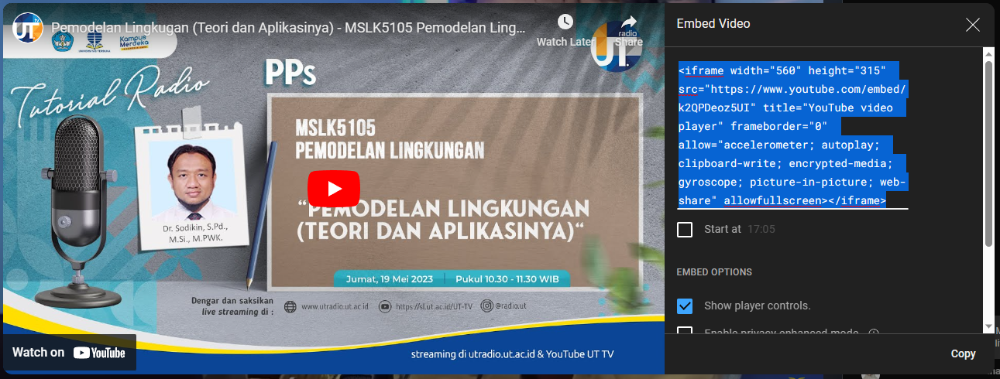 Pemodelan Lingkugan (Teori dan Aplikasinya) - MSLK5105 Pemodelan Ling...
Watch Later
Share
UT tv
UNIVERSITAS TERBUKA
Kampus
Merdeka
radio
UT
Tutorial Radio
PPs
MSLK5105
PEMODELAN LINGKUNGAN
"PEMODELAN LINGKUNGAN
(TEORI DAN APLIKASINYA)"
Dr. Sodikin, S.Pd.,
M.Si., M.PWK.
Jumat, 19 Mei 2023
Pukul 10.30 - 11.30 WIB
Dengar dan saksikan
live streaming di :
www.utradio.ut.ac.id
https://sl.ut.ac.id/UT-TV
@radio.ut
Watch on YouTube
streaming di utradio.ut.ac.id & YouTube UT TV
Embed Video
<iframe width="560" height="315"
src="https://www.youtube.com/embed/
k2QPDeoz5UI" title="YouTube video
player" frameborder="0"
allow="accelerometer; autoplay;
clipboard-write; encrypted-media;
gyroscope; picture-in-picture; web-
share" allowfullscreen></iframe>
Start at 17:05
EMBED OPTIONS
Show player controls.
Enable privacy enhanced mode
Copy